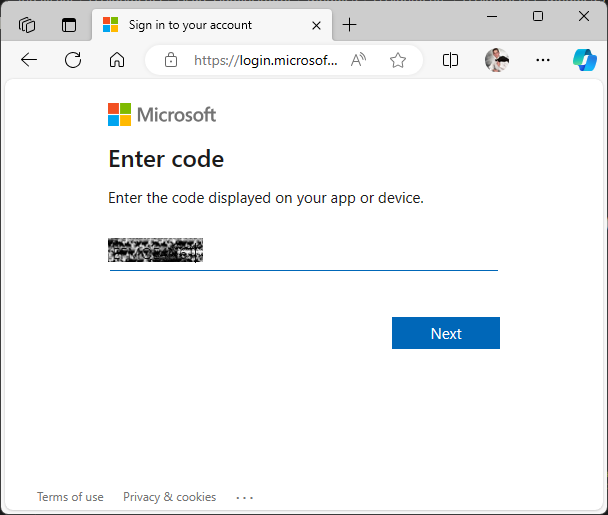 Sign in to your account
https://login.microsof...
Microsoft
Enter code
Enter the code displayed on your app or device.
Next
Terms of use Privacy & cookies